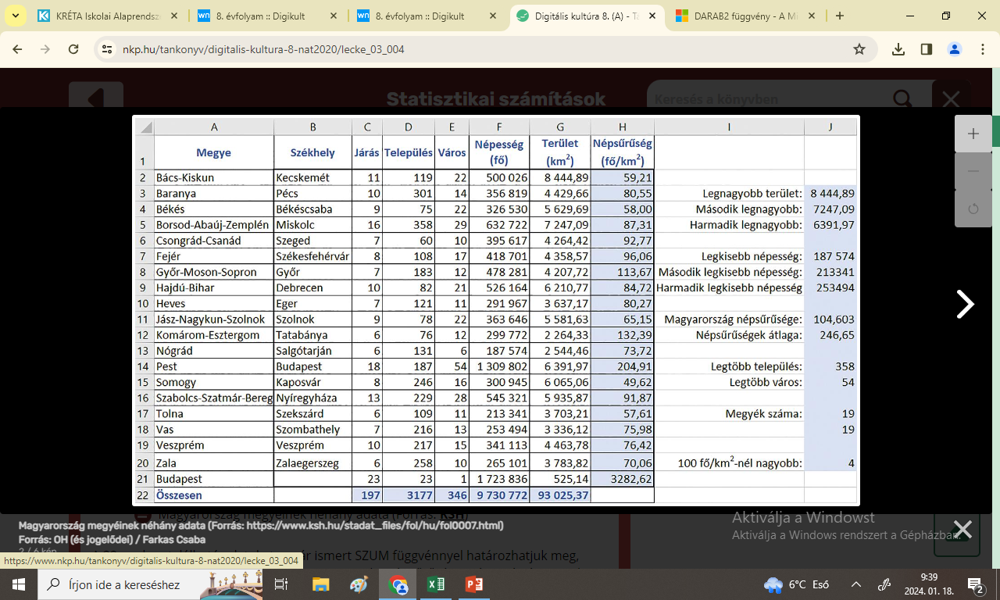 KRÉTA Iskolai Alaprendsz
8. évfolyam :: Digikult
8. évfolyam :: Digikult
Digitális kultúra 8. (A) - Ta
DARAB2 függvény - A Mi
nkp.hu/tankonyv/digitalis-kultura-8-nat2020/lecke_03_004
Statisztikai számítások
Keresés a könyvben
A B C D E F G H I J
1 Megye Székhely Járás Település Város Népesség (fő) Terület (km²) Népsűrűség (fő/km²)
2 Bács-Kiskun Kecskemét 11 119 22 500 026 8 444,89 59,21
3 Baranya Pécs 10 301 14 356 819 4 429,66 80,55 Legnagyobb terület: 8 444,89
4 Békés Békéscsaba 9 75 22 326 530 5 629,66 58,00 Második legnagyobb: 7247,09
5 Borsod-Abaúj-Zemplén Miskolc 16 358 29 632 722 7 247,09 87,31 Harmadik legnagyobb: 6391,97
6 Csongrád-Csanád Szeged 7 60 10 395 617 4 264,42 92,77
7 Fejér Székesfehérvár 8 108 17 418 701 4 358,57 96,06 Legkisebb népesség: 187 574
8 Győr-Moson-Sopron Győr 7 183 12 478 281 4 207,72 113,67 Második legkisebb népesség: 213341
9 Hajdú-Bihar Debrecen 10 82 21 526 164 6 210,77 84,72 Harmadik legkisebb népesség 253494
10 Heves Eger 7 121 11 291 967 3 637,17 80,27
11 Jász-Nagykun-Szolnok Szolnok 9 78 22 363 646 5 581,63 65,15 Magyarország népsűrűsége: 104,603
12 Komárom-Esztergom Tatabánya 6 76 12 299 772 2 264,33 132,39 Népsűrűségek átlaga: 246,65
13 Nógrád Salgótarján 6 131 6 187 574 2 544,46 73,72
14 Pest Budapest 18 187 54 1 309 802 6 391,97 204,91 Legtöbb település: 358
15 Somogy Kaposvár 8 246 16 300 945 6 065,06 49,62 Legtöbb város: 54
16 Szabolcs-Szatmár-Bereg Nyíregyháza 13 229 28 545 321 5 935,87 91,87
17 Tolna Szekszárd 6 109 11 213 341 3 703,21 57,61 Megyék száma: 19
18 Vas Szombathely 7 216 13 253 494 3 336,12 75,98 19
19 Veszprém Veszprém 10 217 15 341 113 4 463,78 76,42
20 Zala Zalaegerszeg 6 258 10 265 101 3 783,82 70,06 100 fő/km²-nél nagyobb: 4
21 Budapest 23 23 1 1 723 836 525,14 3282,62
22 Összesen 197 3177 346 9 730 772 93 025,37
Magyarország megyéinek néhány adata (Forrás: KSH)
Magyarország megyéinek néhány adata (Forrás: https://www.ksh.hu/stadat_files/fol/hu/fol0007.html)
Forrás: OH (és jogelődei) / Farkas Csaba
2 / 6 kép
ismert SZUM függvénnyel határozhatjuk meg,
Aktiválja a Windowst
Aktiválja a Windows rendszert a Gépházban.
https://www.nkp.hu/tankonyv/digitalis-kultura-8-nat2020/lecke_03_004
Írjon ide a kereséshez
6°C Eső
9:39
2024. 01. 18.
2